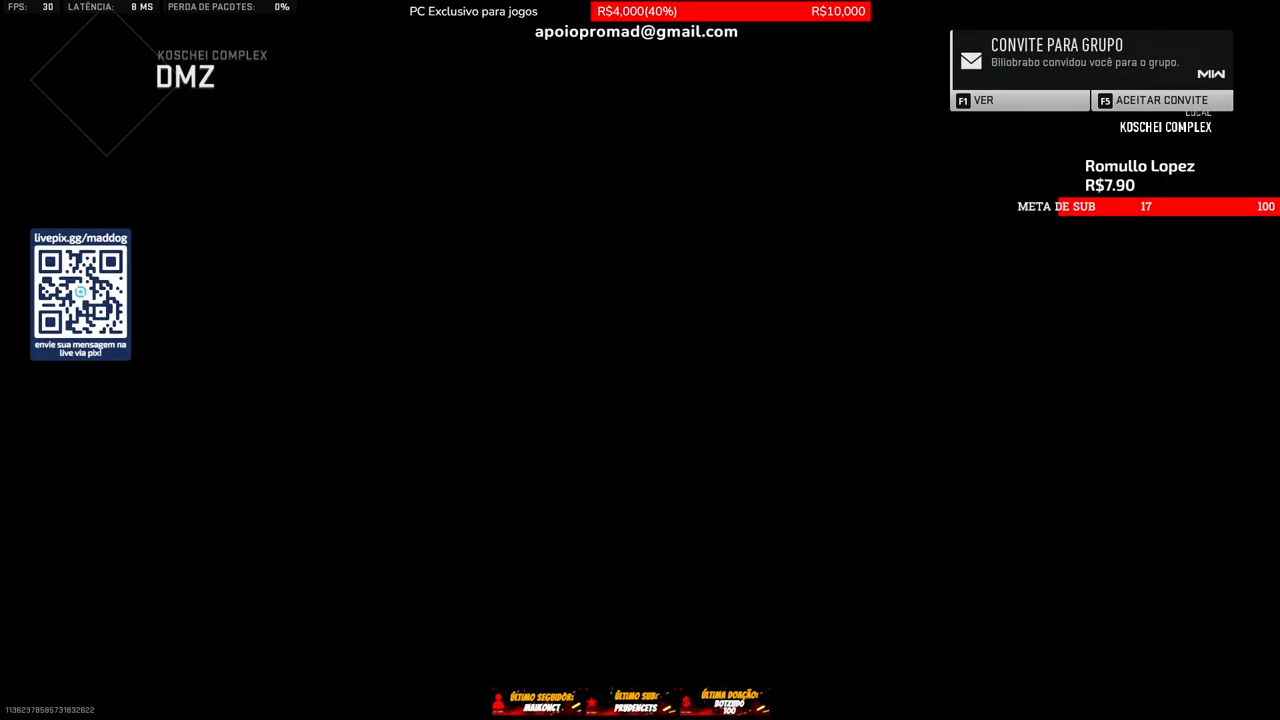 FPS: 30 LATÊNCIA: 8 MS PERDA DE PACOTES: 0%
PC Exclusivo para jogos R$4,000(40%) R$10,000
apoiopromad@gmail.com
KOSCHEI COMPLEX
DMZ
CONVITE PARA GRUPO
Biliobrabo convidou você para o grupo.
MW
F1 VER F5 ACEITAR CONVITE
LOCAL
KOSCHEI COMPLEX
Romullo Lopez
R$7.90
META DE SUB 17 100
livepix.gg/maddog
envie sua mensagem na
live via pix!
ÚLTIMO SEGUIDOR:
MAIKONCT
ÚLTIMO SUB:
PRUDENCETS
ÚLTIMA DOAÇÃO:
BOTZUDO
100